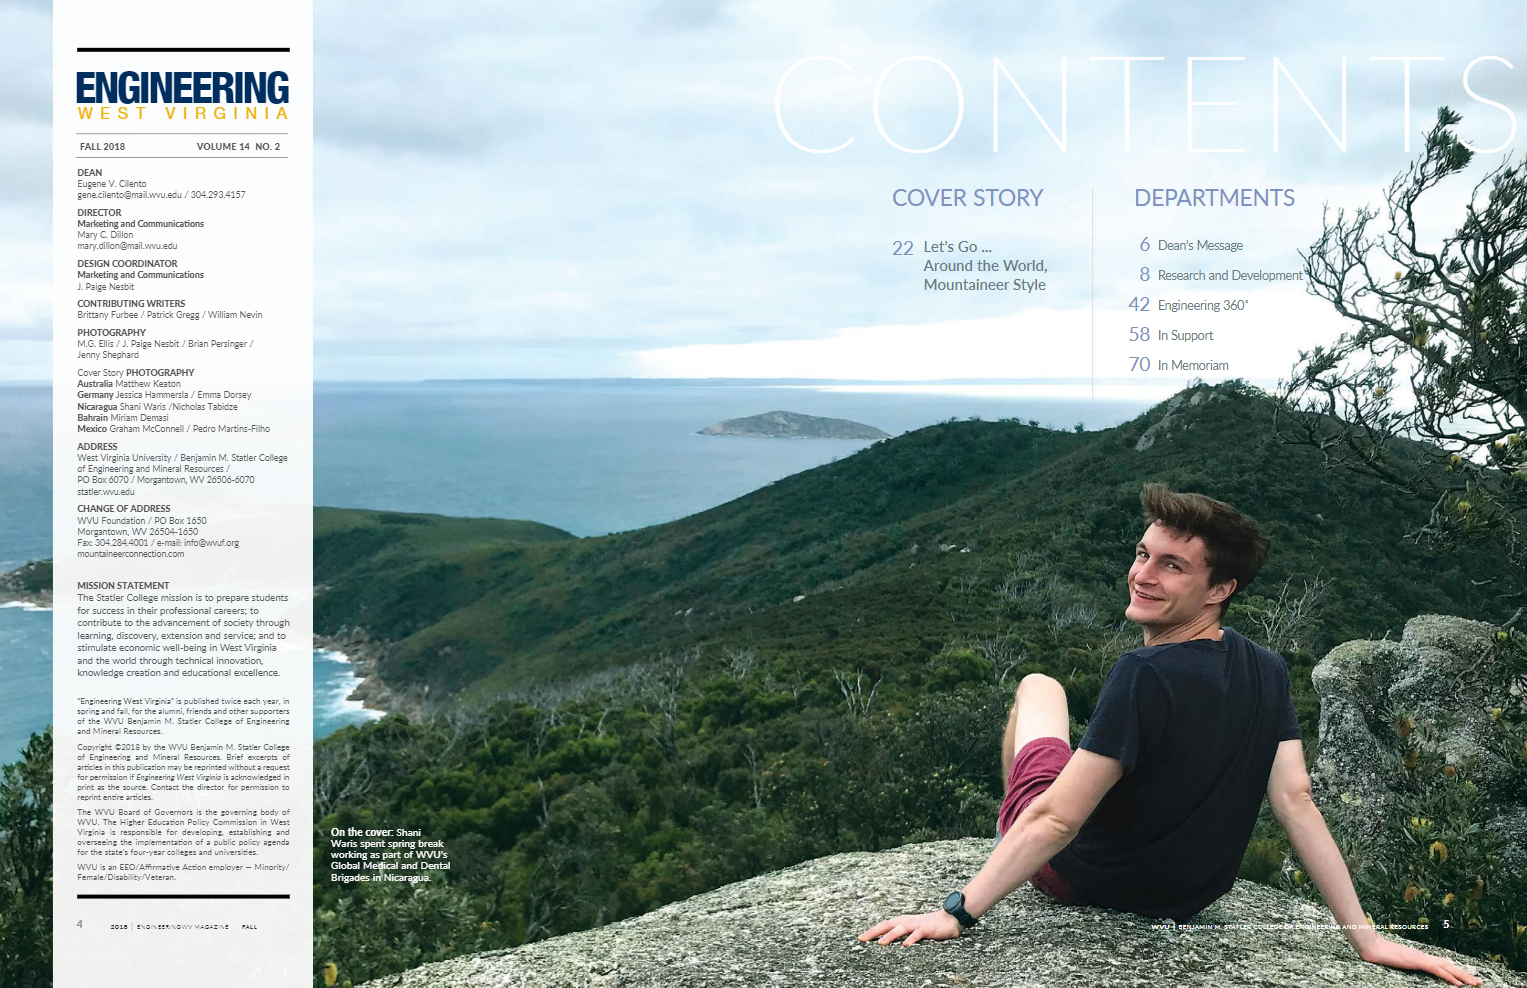 ENGINEERING
WEST VIRGINIA
FALL 2018 VOLUME 14 NO. 2
DEAN
Eugene V. Cilento
gene.cilento@mail.wvu.edu / 304.293.4157
DIRECTOR
Marketing and Communications
Mary C. Dillon
mary.dillon@mail.wvu.edu
DESIGN COORDINATOR
Marketing and Communications
J. Paige Nesbit
CONTRIBUTING WRITERS
Brittany Furbee / Patrick Gregg / William Nevin
PHOTOGRAPHY
M.G. Ellis / J. Paige Nesbit / Brian Persinger /
Jenny Shephard
Cover Story PHOTOGRAPHY
Australia Matthew Keaton
Germany Jessica Hammersla / Emma Dorsey
Nicaragua Shani Waris /Nicholas Tabidze
Bahrain Miriam Demasi
Mexico Graham McConnell / Pedro Martins-Filho
ADDRESS
West Virginia University / Benjamin M. Statler College
of Engineering and Mineral Resources /
PO Box 6070 / Morgantown, WV 26506-6070
statler.wvu.edu
CHANGE OF ADDRESS
WVU Foundation / PO Box 1650
Morgantown, WV 26504-1650
Fax: 304.284.4001 / e-mail: info@wvuf.org
mountaineerconnection.com
MISSION STATEMENT
The Statler College mission is to prepare students
for success in their professional careers; to
contribute to the advancement of society through
learning, discovery, extension and service; and to
stimulate economic well-being in West Virginia
and the world through technical innovation,
knowledge creation and educational excellence.
"Engineering West Virginia" is published twice each year, in
spring and fall, for the alumni, friends and other supporters
of the WVU Benjamin M. Statler College of Engineering
and Mineral Resources.
Copyright ©2018 by the WVU Benjamin M. Statler College
of Engineering and Mineral Resources. Brief excerpts of
articles in this publication may be reprinted without a request
for permission if Engineering West Virginia is acknowledged in
print as the source. Contact the director for permission to
reprint entire articles.
The WVU Board of Governors is the governing body of
WVU. The Higher Education Policy Commission in West
Virginia is responsible for developing, establishing and
overseeing the implementation of a public policy agenda
for the state's four-year colleges and universities.
WVU is an EEO/Affirmative Action employer — Minority/
Female/Disability/Veteran.
4 2018 | ENGINEERINGWV MAGAZINE FALL
On the cover: Shani
Waris spent spring break
working as part of WVU's
Global Medical and Dental
Brigades in Nicaragua.
CONTENTS
COVER STORY
22 Let's Go ...
Around the World,
Mountaineer Style
DEPARTMENTS
6 Dean's Message
8 Research and Development
42 Engineering 360°
58 In Support
70 In Memoriam
WVU | BENJAMIN M. STATLER COLLEGE OF ENGINEERING AND MINERAL RESOURCES 5